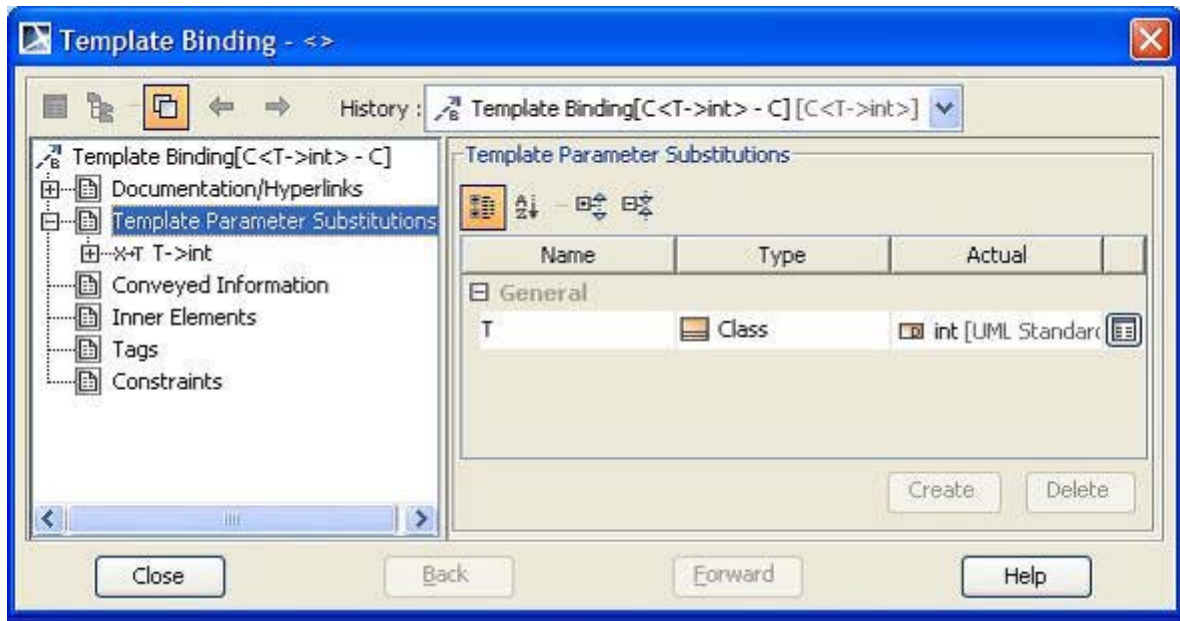 Template Binding - <>
History : Template Binding[C<T->int> - C] [C<T->int>]
Template Binding[C<T->int> - C]
Documentation/Hyperlinks
Template Parameter Substitutions
T->int
Conveyed Information
Inner Elements
Tags
Constraints
Template Parameter Substitutions
Name Type Actual
General
T Class int [UML Standard
Create Delete
Close Back Forward Help